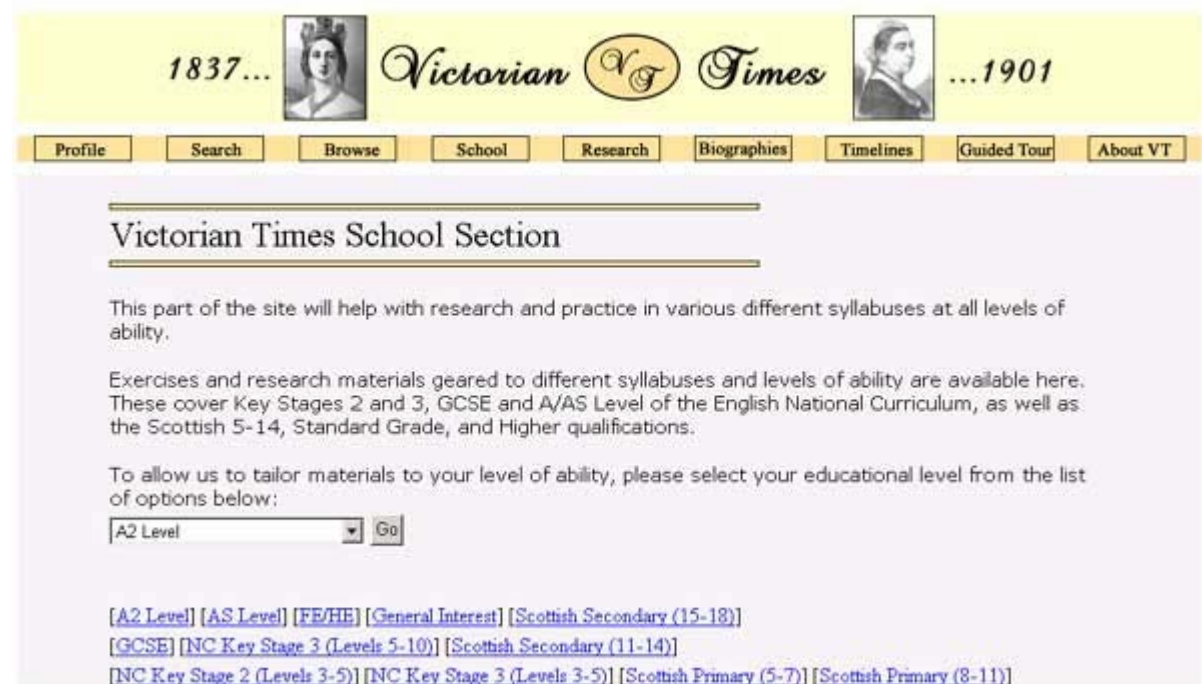 1837... Victorian VT Times ...1901
Profile Search Browse School Research Biographies Timelines Guided Tour About VT
Victorian Times School Section
This part of the site will help with research and practice in various different syllabuses at all levels of
ability.
Exercises and research materials geared to different syllabuses and levels of ability are available here.
These cover Key Stages 2 and 3, GCSE and A/AS Level of the English National Curriculum, as well as
the Scottish 5-14, Standard Grade, and Higher qualifications.
To allow us to tailor materials to your level of ability, please select your educational level from the list
of options below:
A2 Level Go
[A2 Level] [AS Level] [FE/HE] [General Interest] [Scottish Secondary (15-18)]
[GCSE] [NC Key Stage 3 (Levels 5-10)] [Scottish Secondary (11-14)]
[NC Key Stage 2 (Levels 3-5)] [NC Key Stage 3 (Levels 3-5)] [Scottish Primary (5-7)] [Scottish Primary (8-11)]